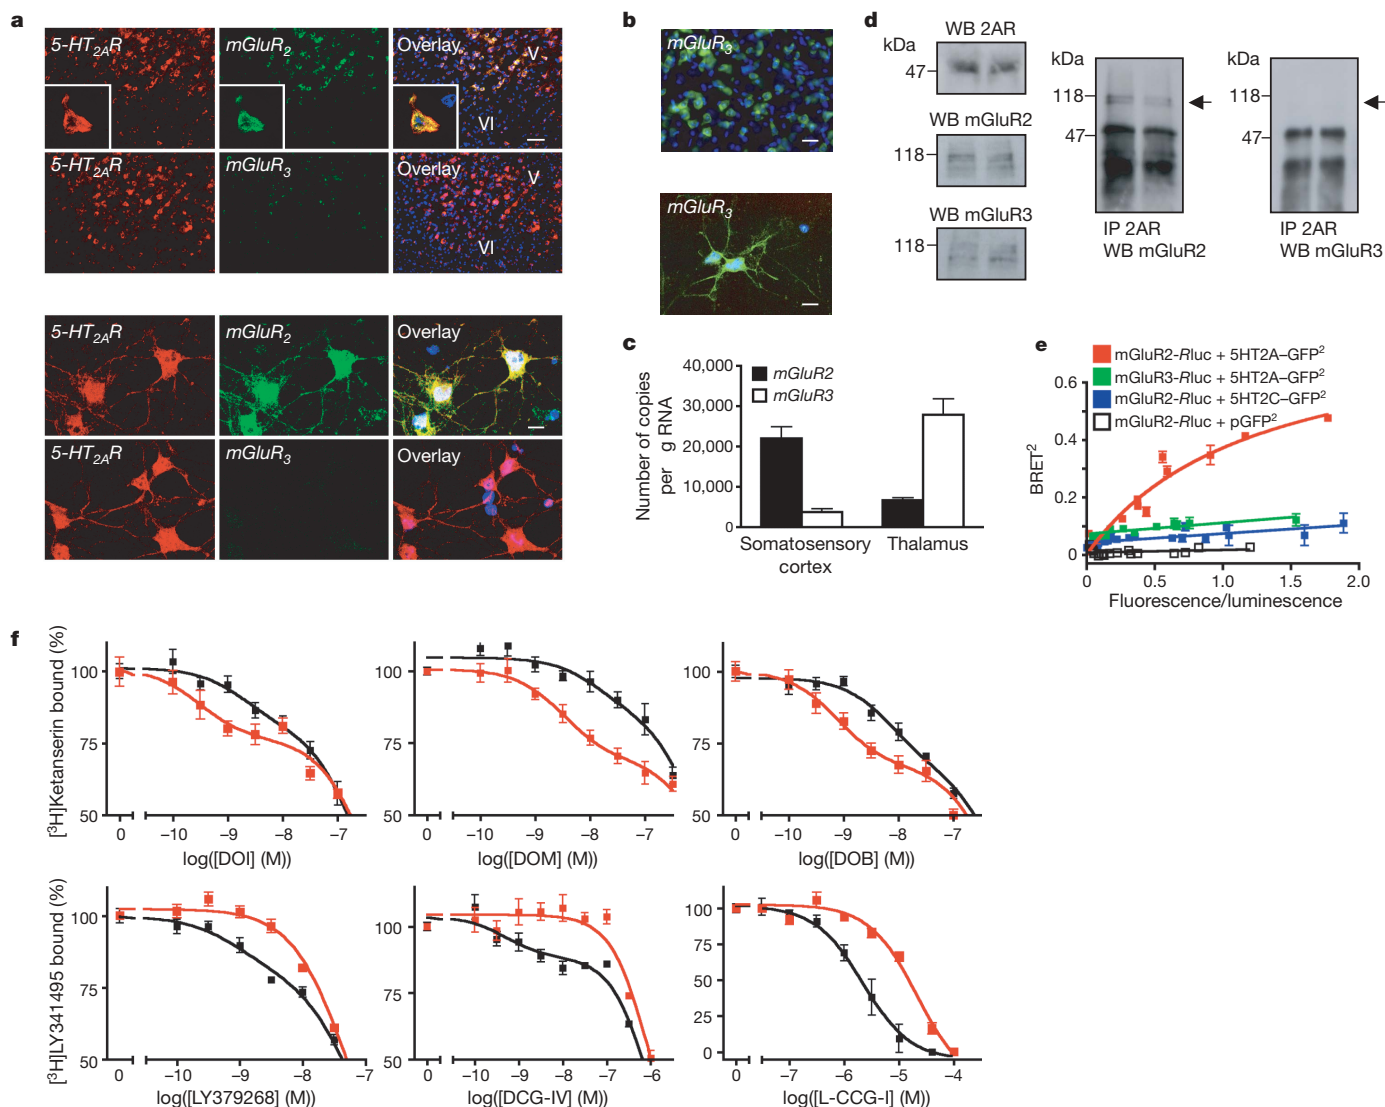 a
5-HT2AR
mGluR2
Overlay
V
VI
5-HT2AR
mGluR3
Overlay
V
VI
5-HT2AR
mGluR2
Overlay
5-HT2AR
mGluR3
Overlay
b
mGluR3
mGluR3
c
Number of copies
per g RNA
40,000
30,000
20,000
10,000
0
mGluR2
mGluR3
Somatosensory
cortex
Thalamus
d
WB 2AR
kDa
47
WB mGluR2
118
WB mGluR3
118
kDa
118
47
IP 2AR
WB mGluR2
kDa
118
47
IP 2AR
WB mGluR3
e
mGluR2-Rluc + 5HT2A–GFP²
mGluR3-Rluc + 5HT2A–GFP²
mGluR2-Rluc + 5HT2C–GFP²
mGluR2-Rluc + pGFP²
BRET²
0.6
0.4
0.2
0
0 0.5 1.0 1.5 2.0
Fluorescence/luminescence
f
[³H]Ketanserin bound (%)
100
75
50
0 −10 −9 −8 −7
log([DOI] (M))
100
75
50
0 −10 −9 −8 −7
log([DOM] (M))
100
75
50
0 −10 −9 −8 −7
log([DOB] (M))
[³H]LY341495 bound (%)
100
75
50
0 −10 −9 −8 −7
log([LY379268] (M))
100
75
50
0 −10 −9 −8 −7 −6
log([DCG-IV] (M))
100
75
50
25
0
0 −7 −6 −5 −4
log([L-CCG-I] (M))